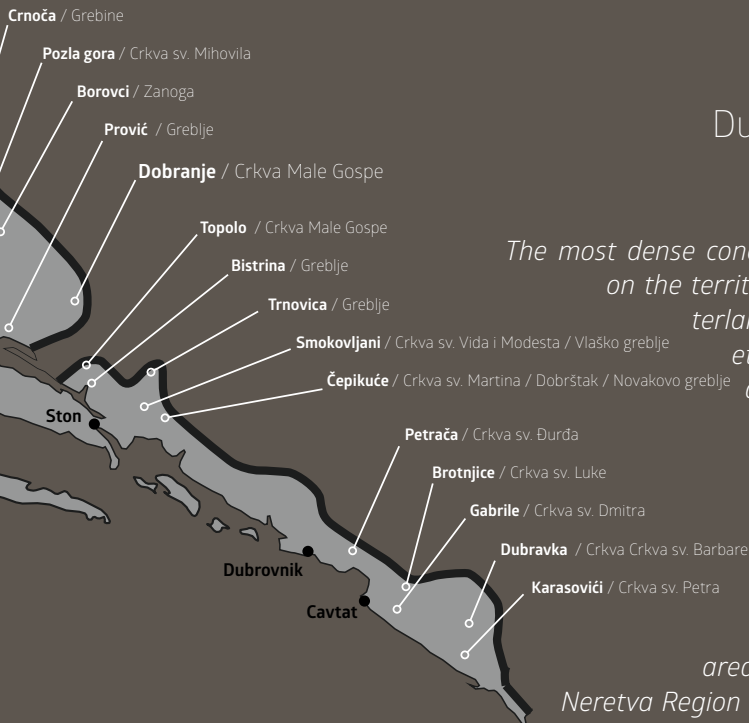 Crnoča / Grebine
Pozla gora / Crkva sv. Mihovila
Borovci / Zanoga
Prović / Greblje
Dobranje / Crkva Male Gospe
Topolo / Crkva Male Gospe
Bistrina / Greblje
Trnovica / Greblje
Smokovljani / Crkva sv. Vida i Modesta / Vlaško greblje
Čepikuće / Crkva sv. Martina / Dobrštak / Novakovo greblje
Petrača / Crkva sv. Đurđa
Brotnjice / Crkva sv. Luke
Gabrile / Crkva sv. Dmitra
Dubravka / Crkva Crkva sv. Barbare
Karasovići / Crkva sv. Petra
Ston
Dubrovnik
Cavtat
Du
The most dense con
on the territ
terlan
et
area
Neretva Region